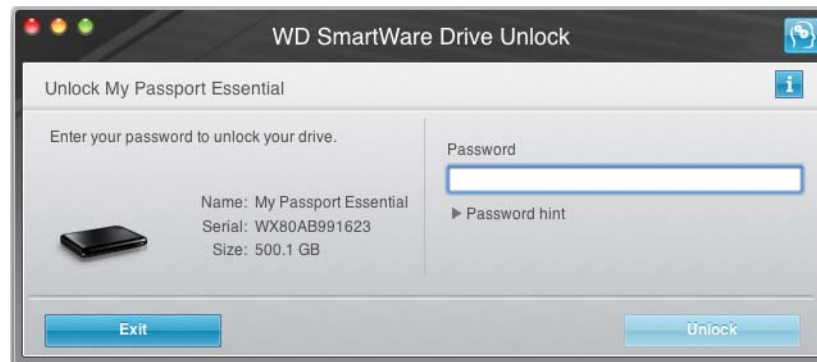 WD SmartWare Drive Unlock
Unlock My Passport Essential
i
Enter your password to unlock your drive.
Name: My Passport Essential
Serial: WX80AB991623
Size: 500.1 GB
Password
Password hint
Exit
Unlock